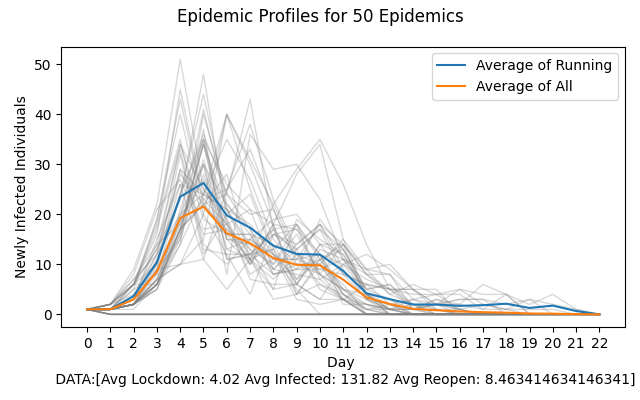 Epidemic Profiles for 50 Epidemics
Average of Running
Average of All
Newly Infected Individuals
50
40
30
20
10
0
0 1 2 3 4 5 6 7 8 9 10 11 12 13 14 15 16 17 18 19 20 21 22
Day
DATA:[Avg Lockdown: 4.02 Avg Infected: 131.82 Avg Reopen: 8.463414634146341]